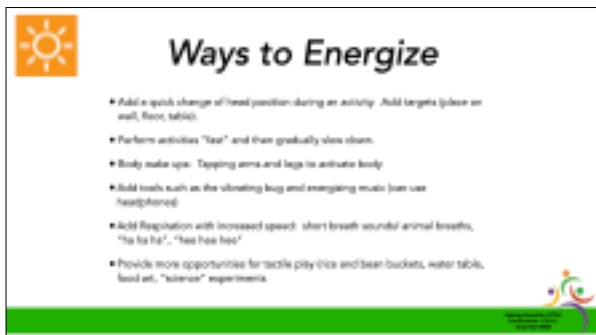 Ways to Energize
• Add a quick change of head position during an activity. Add targets (place on
wall, floor, table).
• Perform activities "fast" and then gradually slow down.
• Body wake ups: Tapping arms and legs to activate body
• Add tools such as the vibrating bug and energizing music (can use
headphones)
• Add Respiration with increased speed: short breath sounds/ animal breaths,
"ha ha ha", "hee hee hee"
• Provide more opportunities for tactile play (rice and bean buckets, water table,
food art, "science" experiments